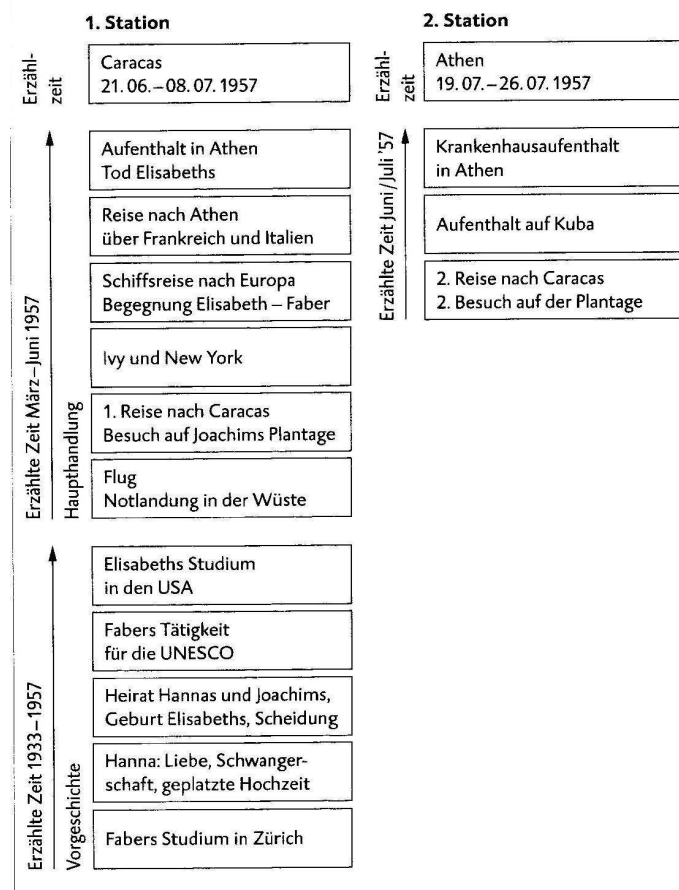 1. Station
Erzähl-
zeit
Caracas
21. 06. – 08. 07. 1957
Erzählte Zeit März – Juni 1957
Haupthandlung
Aufenthalt in Athen
Tod Elisabeths
Reise nach Athen
über Frankreich und Italien
Schiffsreise nach Europa
Begegnung Elisabeth – Faber
Ivy und New York
1. Reise nach Caracas
Besuch auf Joachims Plantage
Flug
Notlandung in der Wüste
Erzählte Zeit 1933 – 1957
Vorgeschichte
Elisabeths Studium
in den USA
Fabers Tätigkeit
für die UNESCO
Heirat Hannas und Joachims,
Geburt Elisabeths, Scheidung
Hanna: Liebe, Schwanger-
schaft, geplatzte Hochzeit
Fabers Studium in Zürich
2. Station
Erzähl-
zeit
Athen
19. 07. – 26. 07. 1957
Erzählte Zeit Juni / Juli '57
Krankenhausaufenthalt
in Athen
Aufenthalt auf Kuba
2. Reise nach Caracas
2. Besuch auf der Plantage